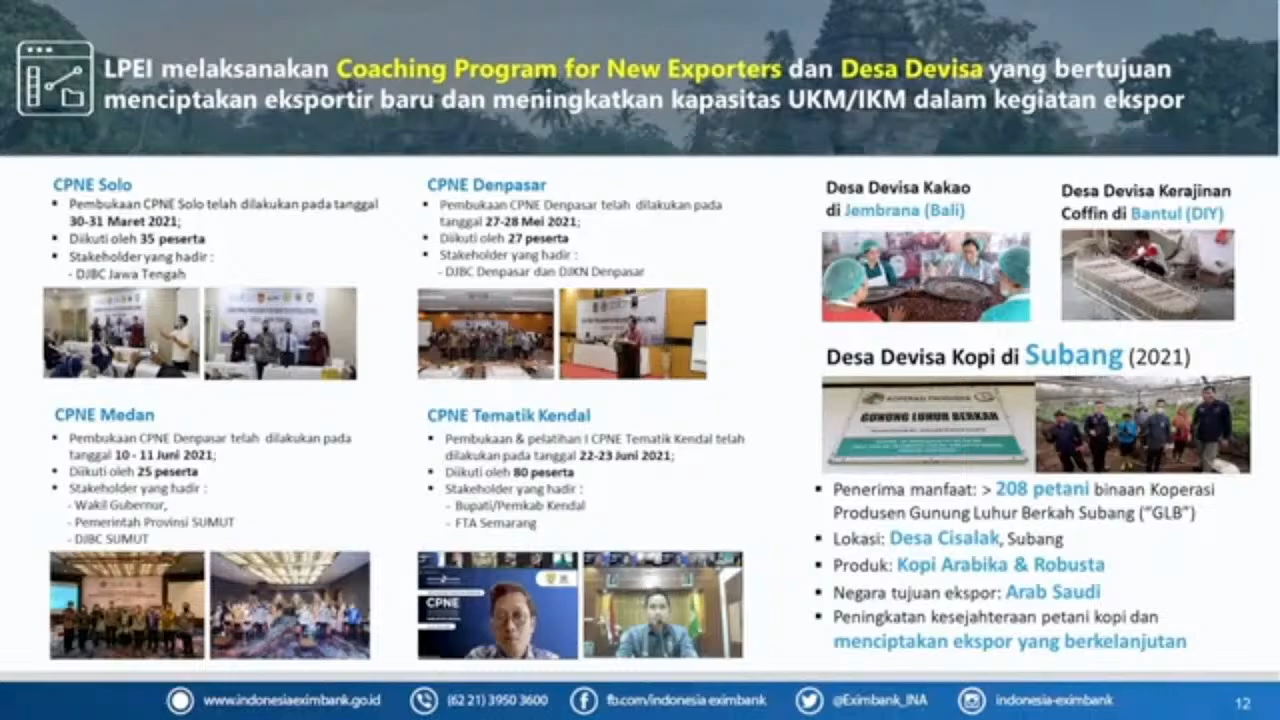 LPEI melaksanakan Coaching Program for New Exporters dan Desa Devisa yang bertujuan
menciptakan eksportir baru dan meningkatkan kapasitas UKM/IKM dalam kegiatan ekspor
CPNE Solo
▪ Pembukaan CPNE Solo telah dilakukan pada tanggal
30-31 Maret 2021;
▪ Diikuti oleh 35 peserta
▪ Stakeholder yang hadir :
- DJBC Jawa Tengah
CPNE Denpasar
▪ Pembukaan CPNE Denpasar telah dilakukan pada
tanggal 27-28 Mei 2021;
▪ Diikuti oleh 27 peserta
▪ Stakeholder yang hadir :
- DJBC Denpasar dan DJKN Denpasar
CPNE Medan
▪ Pembukaan CPNE Denpasar telah dilakukan pada
tanggal 10 - 11 Juni 2021;
▪ Diikuti oleh 25 peserta
▪ Stakeholder yang hadir :
- Wakil Gubernur,
- Pemerintah Provinsi SUMUT
- DJBC SUMUT
CPNE Tematik Kendal
▪ Pembukaan & pelatihan I CPNE Tematik Kendal telah
dilakukan pada tanggal 22-23 Juni 2021;
▪ Diikuti oleh 80 peserta
▪ Stakeholder yang hadir :
- Bupati/Pemkab Kendal
- FTA Semarang
CPNE
Desa Devisa Kakao
di Jembrana (Bali)
Desa Devisa Kerajinan
Coffin di Bantul (DIY)
Desa Devisa Kopi di Subang (2021)
KOPERASI PRODUSEN
GUNUNG LUHUR BERKAH
▪ Penerima manfaat: > 208 petani binaan Koperasi
Produsen Gunung Luhur Berkah Subang ("GLB")
▪ Lokasi: Desa Cisalak, Subang
▪ Produk: Kopi Arabika & Robusta
▪ Negara tujuan ekspor: Arab Saudi
▪ Peningkatan kesejahteraan petani kopi dan
menciptakan ekspor yang berkelanjutan
www.indonesiaeximbank.go.id
(62 21) 3950 3600
fb.com/indonesia eximbank
@Eximbank_INA
indonesia-eximbank
12